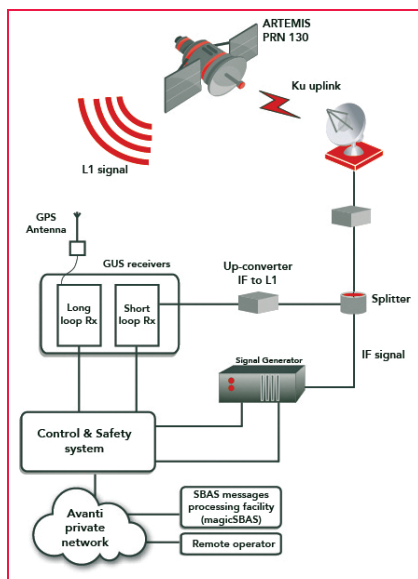 ARTEMIS
PRN 130
Ku uplink
L1 signal
GPS
Antenna
GUS receivers
Long
loop Rx
Short
loop Rx
Up-converter
IF to L1
Splitter
IF signal
Signal Generator
Control & Safety
system
Avanti
private
network
SBAS messages
processing facility
(magicSBAS)
Remote operator